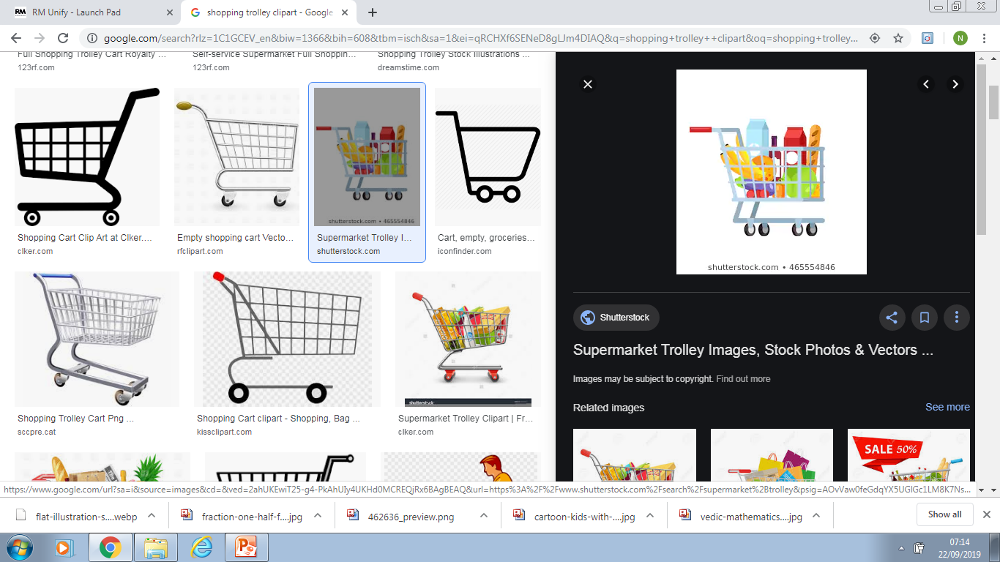 RM Unify - Launch Pad
shopping trolley clipart - Google
google.com/search?rlz=1C1GCEV_en&biw=1366&bih=608&tbm=isch&sa=1&ei=qRCHXf6SENeD8gLJm4DIAQ&q=shopping+trolley++clipart&oq=shopping+trolley...
N
Full Shopping Trolley Cart Royalty ...
123rf.com
Self-service Supermarket Full Shoppin...
123rf.com
Shopping Trolley Stock Illustrations ...
dreamstime.com
shutterstock.com • 465554846
Shopping Cart Clip Art at Clker....
clker.com
Empty shopping cart Vecto...
rfclipart.com
Supermarket Trolley I...
shutterstock.com
Cart, empty, groceries...
iconfinder.com
shutterstock
Shopping Trolley Cart Png ...
sccpre.cat
Shopping Cart clipart - Shopping, Bag ...
kissclipart.com
Supermarket Trolley Clipart | Fr...
clker.com
shutterstock.com • 465554846
Shutterstock
Supermarket Trolley Images, Stock Photos & Vectors ...
Images may be subject to copyright. Find out more
Related images
See more
SALE 50%
https://www.google.com/url?sa=i&source=images&cd=&ved=2ahUKEwiT25-g4-PkAhUIy4UKHd0MCREQjRx6BAgBEAQ&url=https%3A%2F%2Fwww.shutterstock.com%2Fsearch%2Fsupermarket%2Btrolley&psig=AOvVaw0feGdqYX5UGlGc1LM8K7Ns...
flat-illustration-s....webp
fraction-one-half-f....jpg
462636_preview.png
cartoon-kids-with-....jpg
vedic-mathematics....jpg
Show all
07:14
22/09/2019